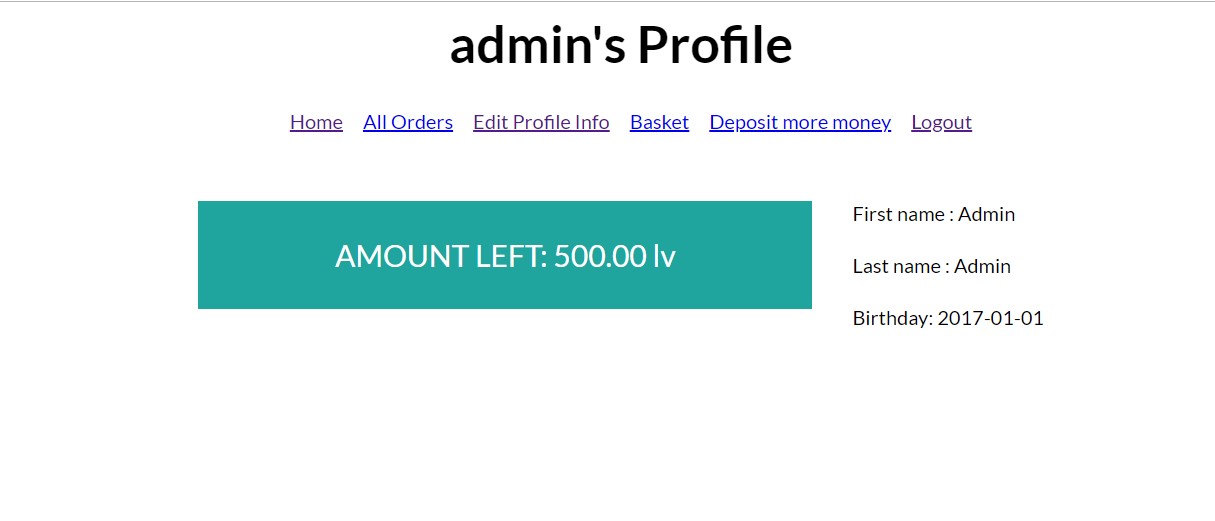 admin's Profile
Home All Orders Edit Profile Info Basket Deposit more money Logout
AMOUNT LEFT: 500.00 lv
First name : Admin
Last name : Admin
Birthday: 2017-01-01